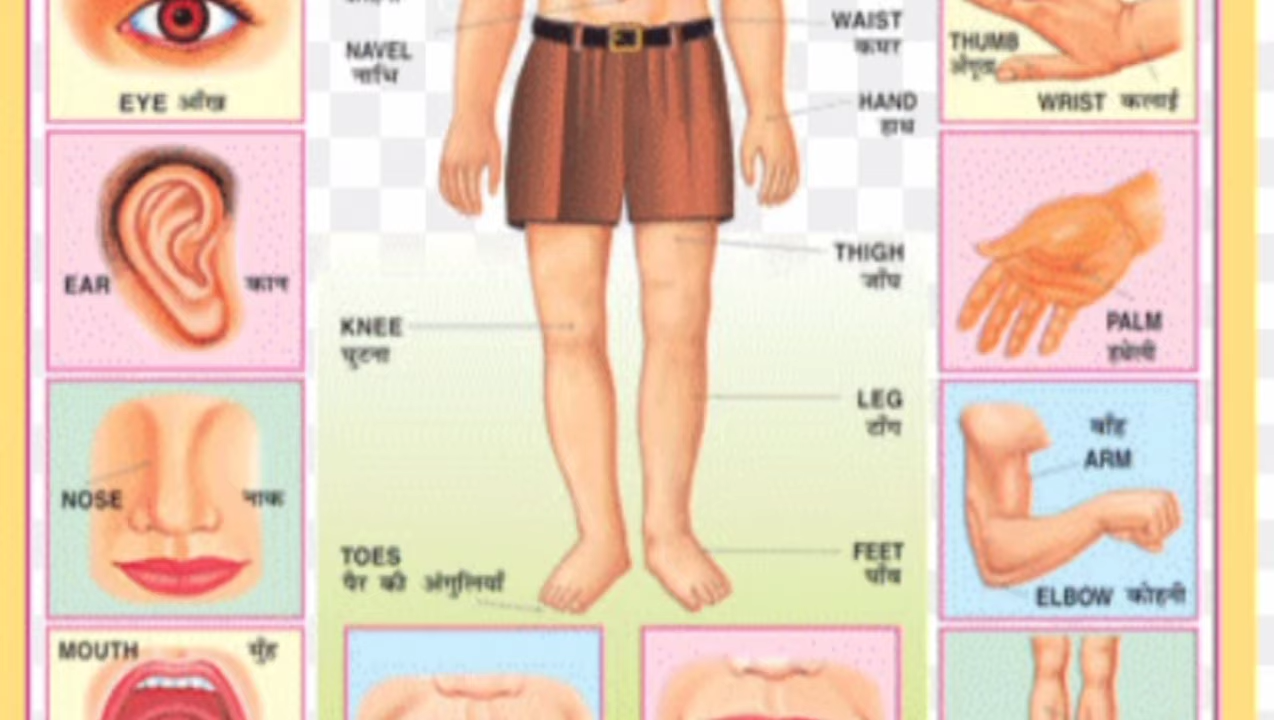 EYE आँख
EAR कान
NOSE नाक
MOUTH मुँह
NAVEL
नाभि
KNEE
घुटना
TOES
पैर की अंगुलियाँ
WAIST
कमर
HAND
हाथ
THIGH
जाँघ
LEG
टाँग
FEET
पाँव
THUMB
अँगूठा
WRIST कलाई
PALM
हथेली
बाँह
ARM
ELBOW कोहनी